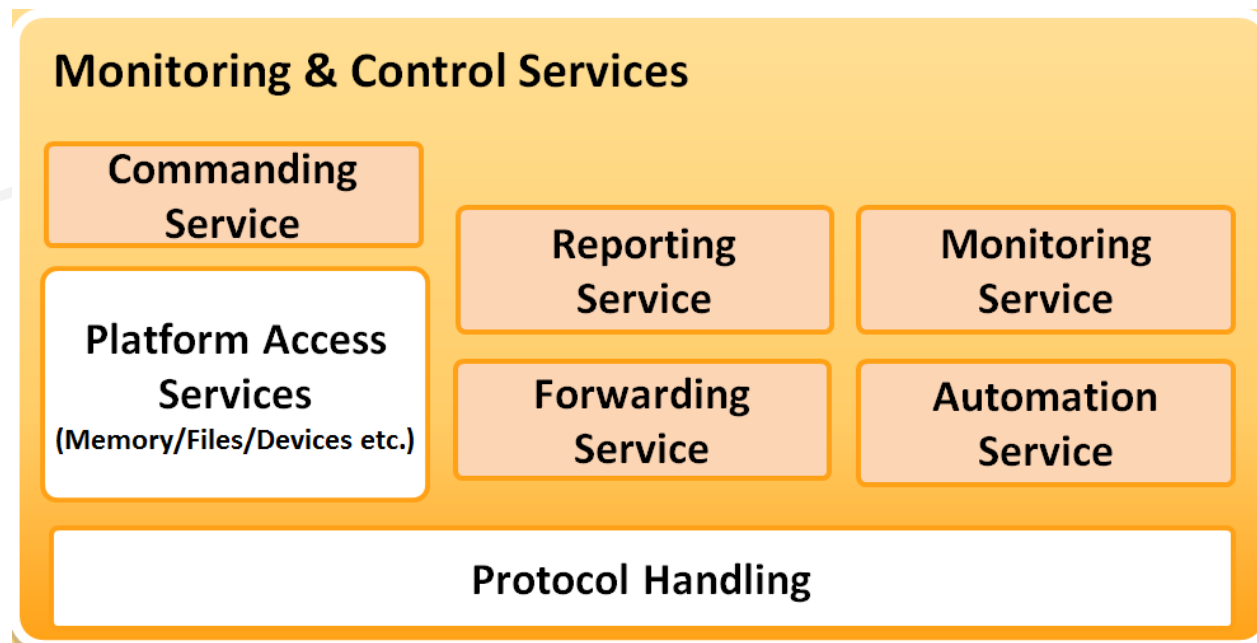 Monitoring & Control Services
Commanding
Service
Platform Access
Services
(Memory/Files/Devices etc.)
Reporting
Service
Forwarding
Service
Monitoring
Service
Automation
Service
Protocol Handling